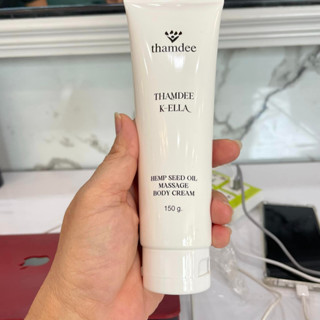 thamdee
THAMDEE
K-ELLA
HEMP SEED OIL
MASSAGE
BODY CREAM
150 g.